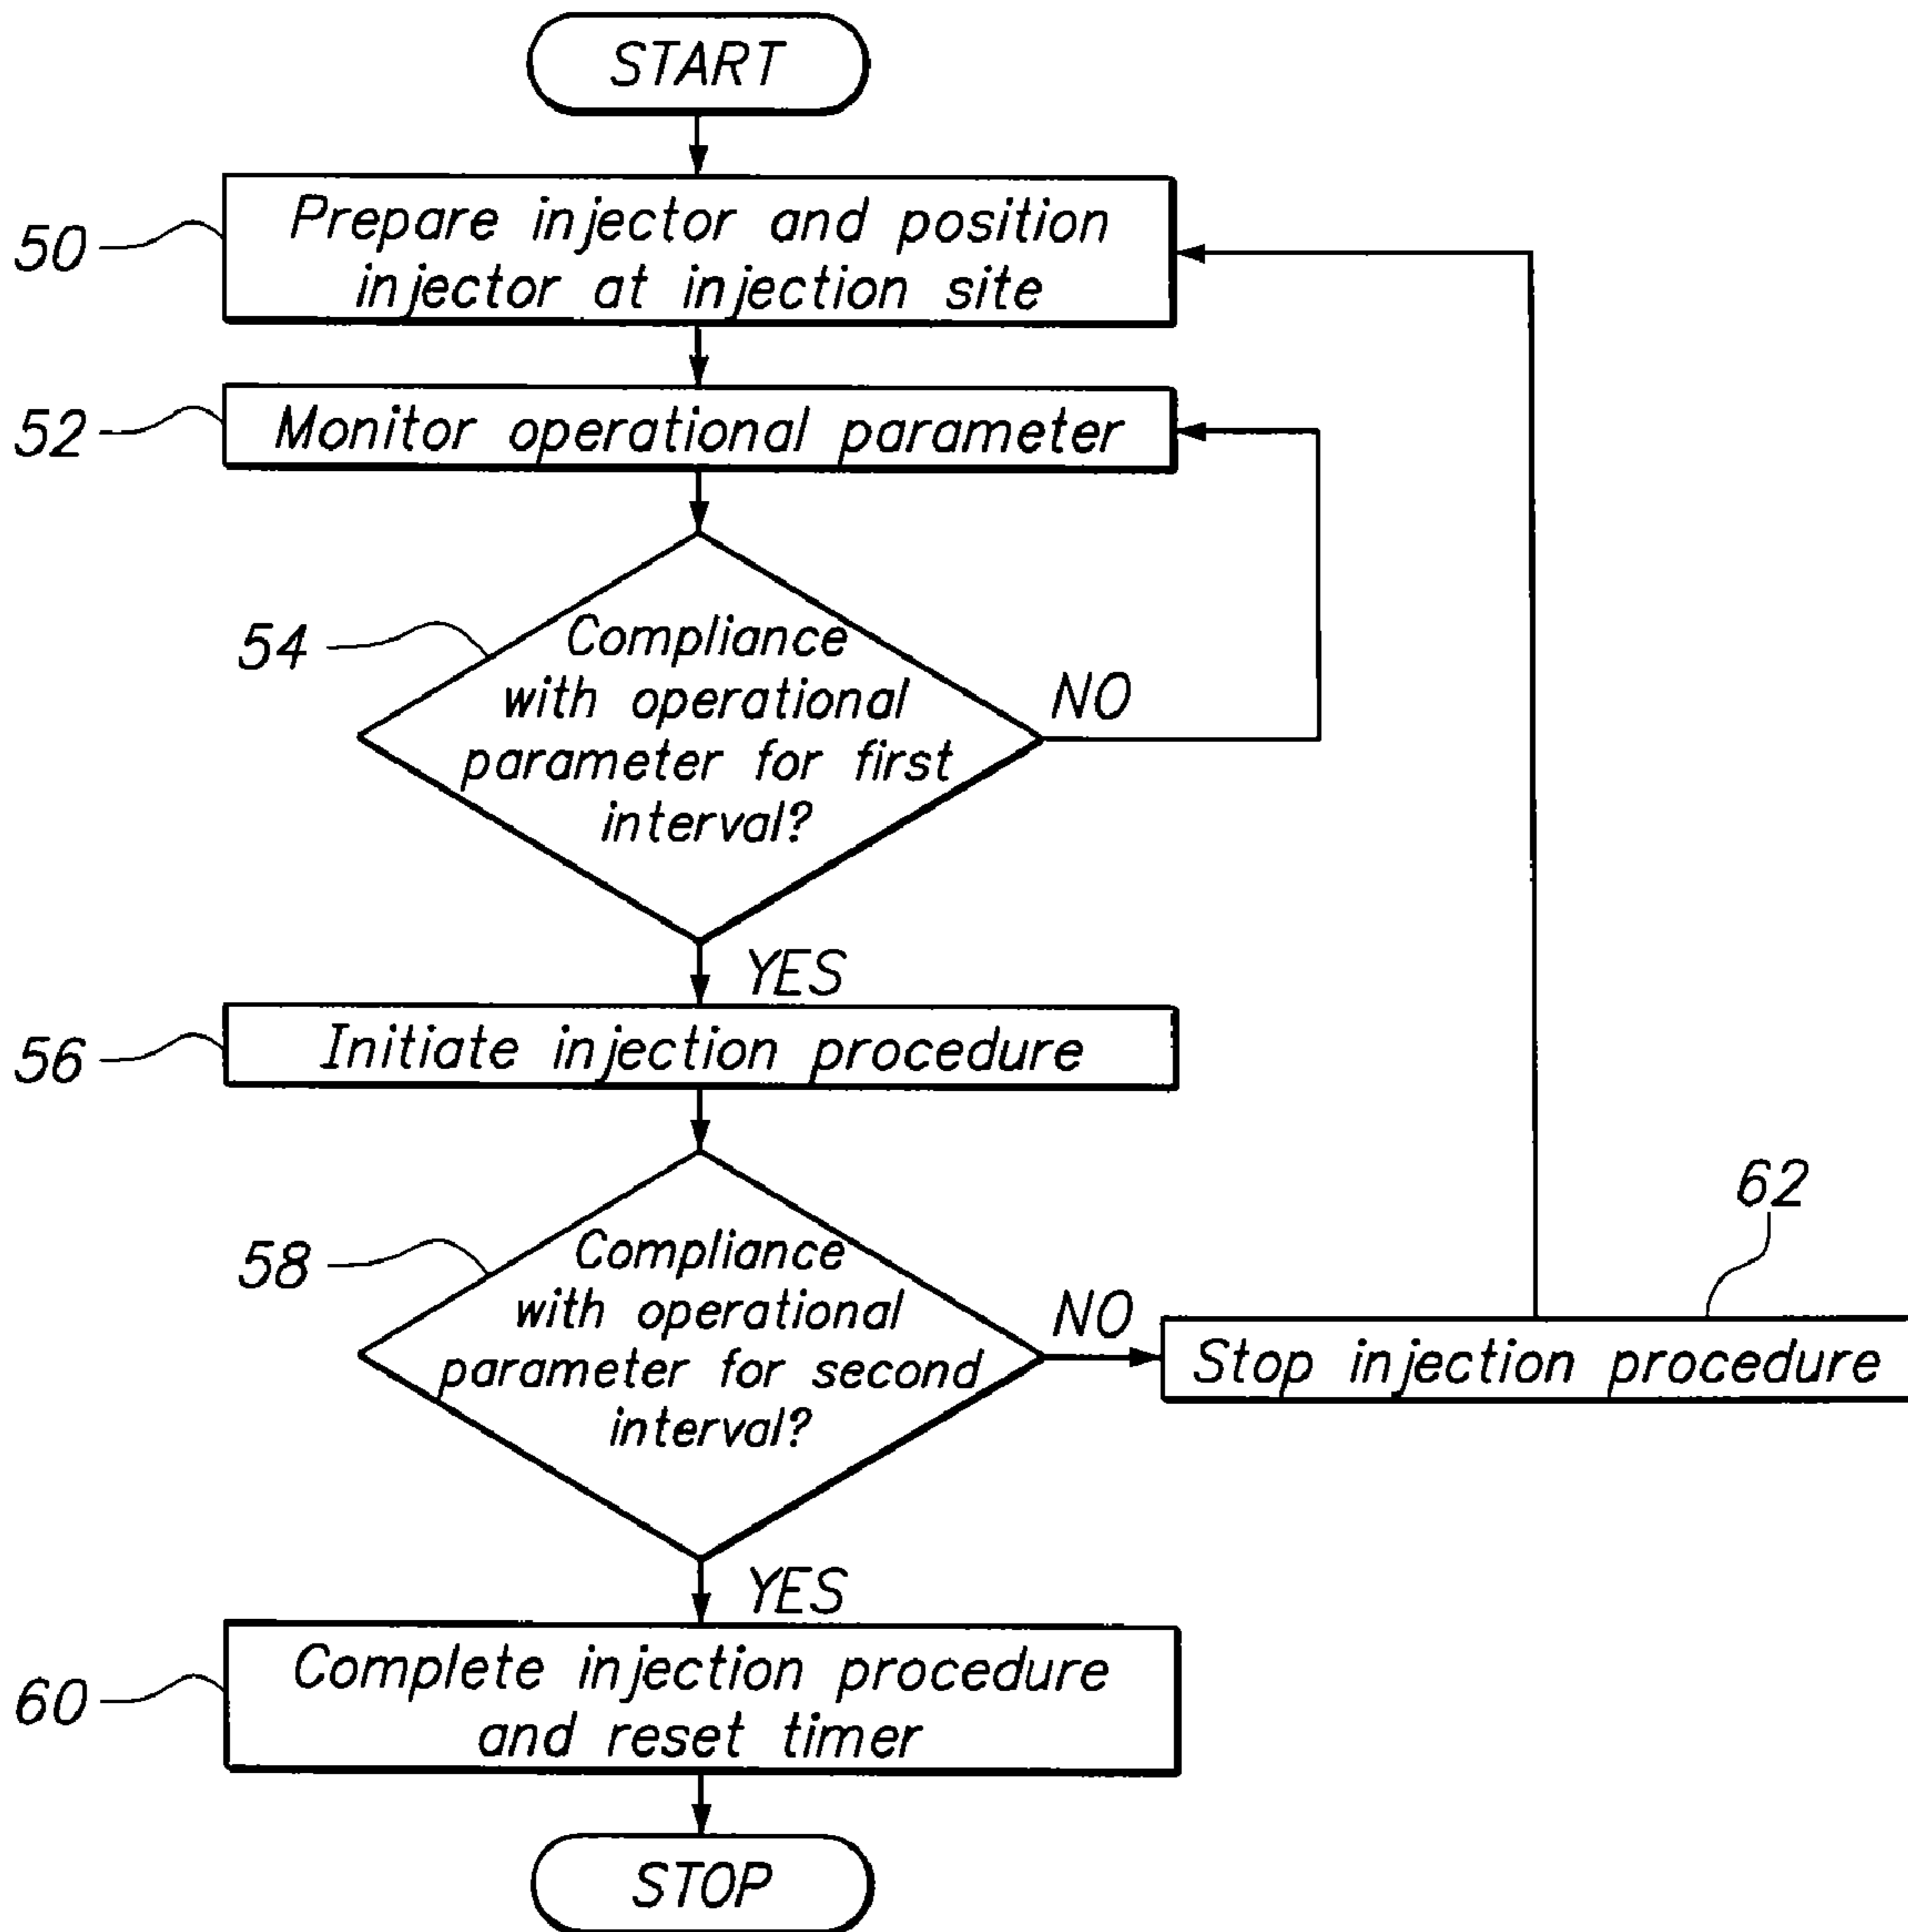 START
50
Prepare injector and position
injector at injection site
52
Monitor operational parameter
54
Compliance
with operational
parameter for first
interval?
NO
YES
56
Initiate injection procedure
58
Compliance
with operational
parameter for second
interval?
NO
62
Stop injection procedure
YES
60
Complete injection procedure
and reset timer
STOP